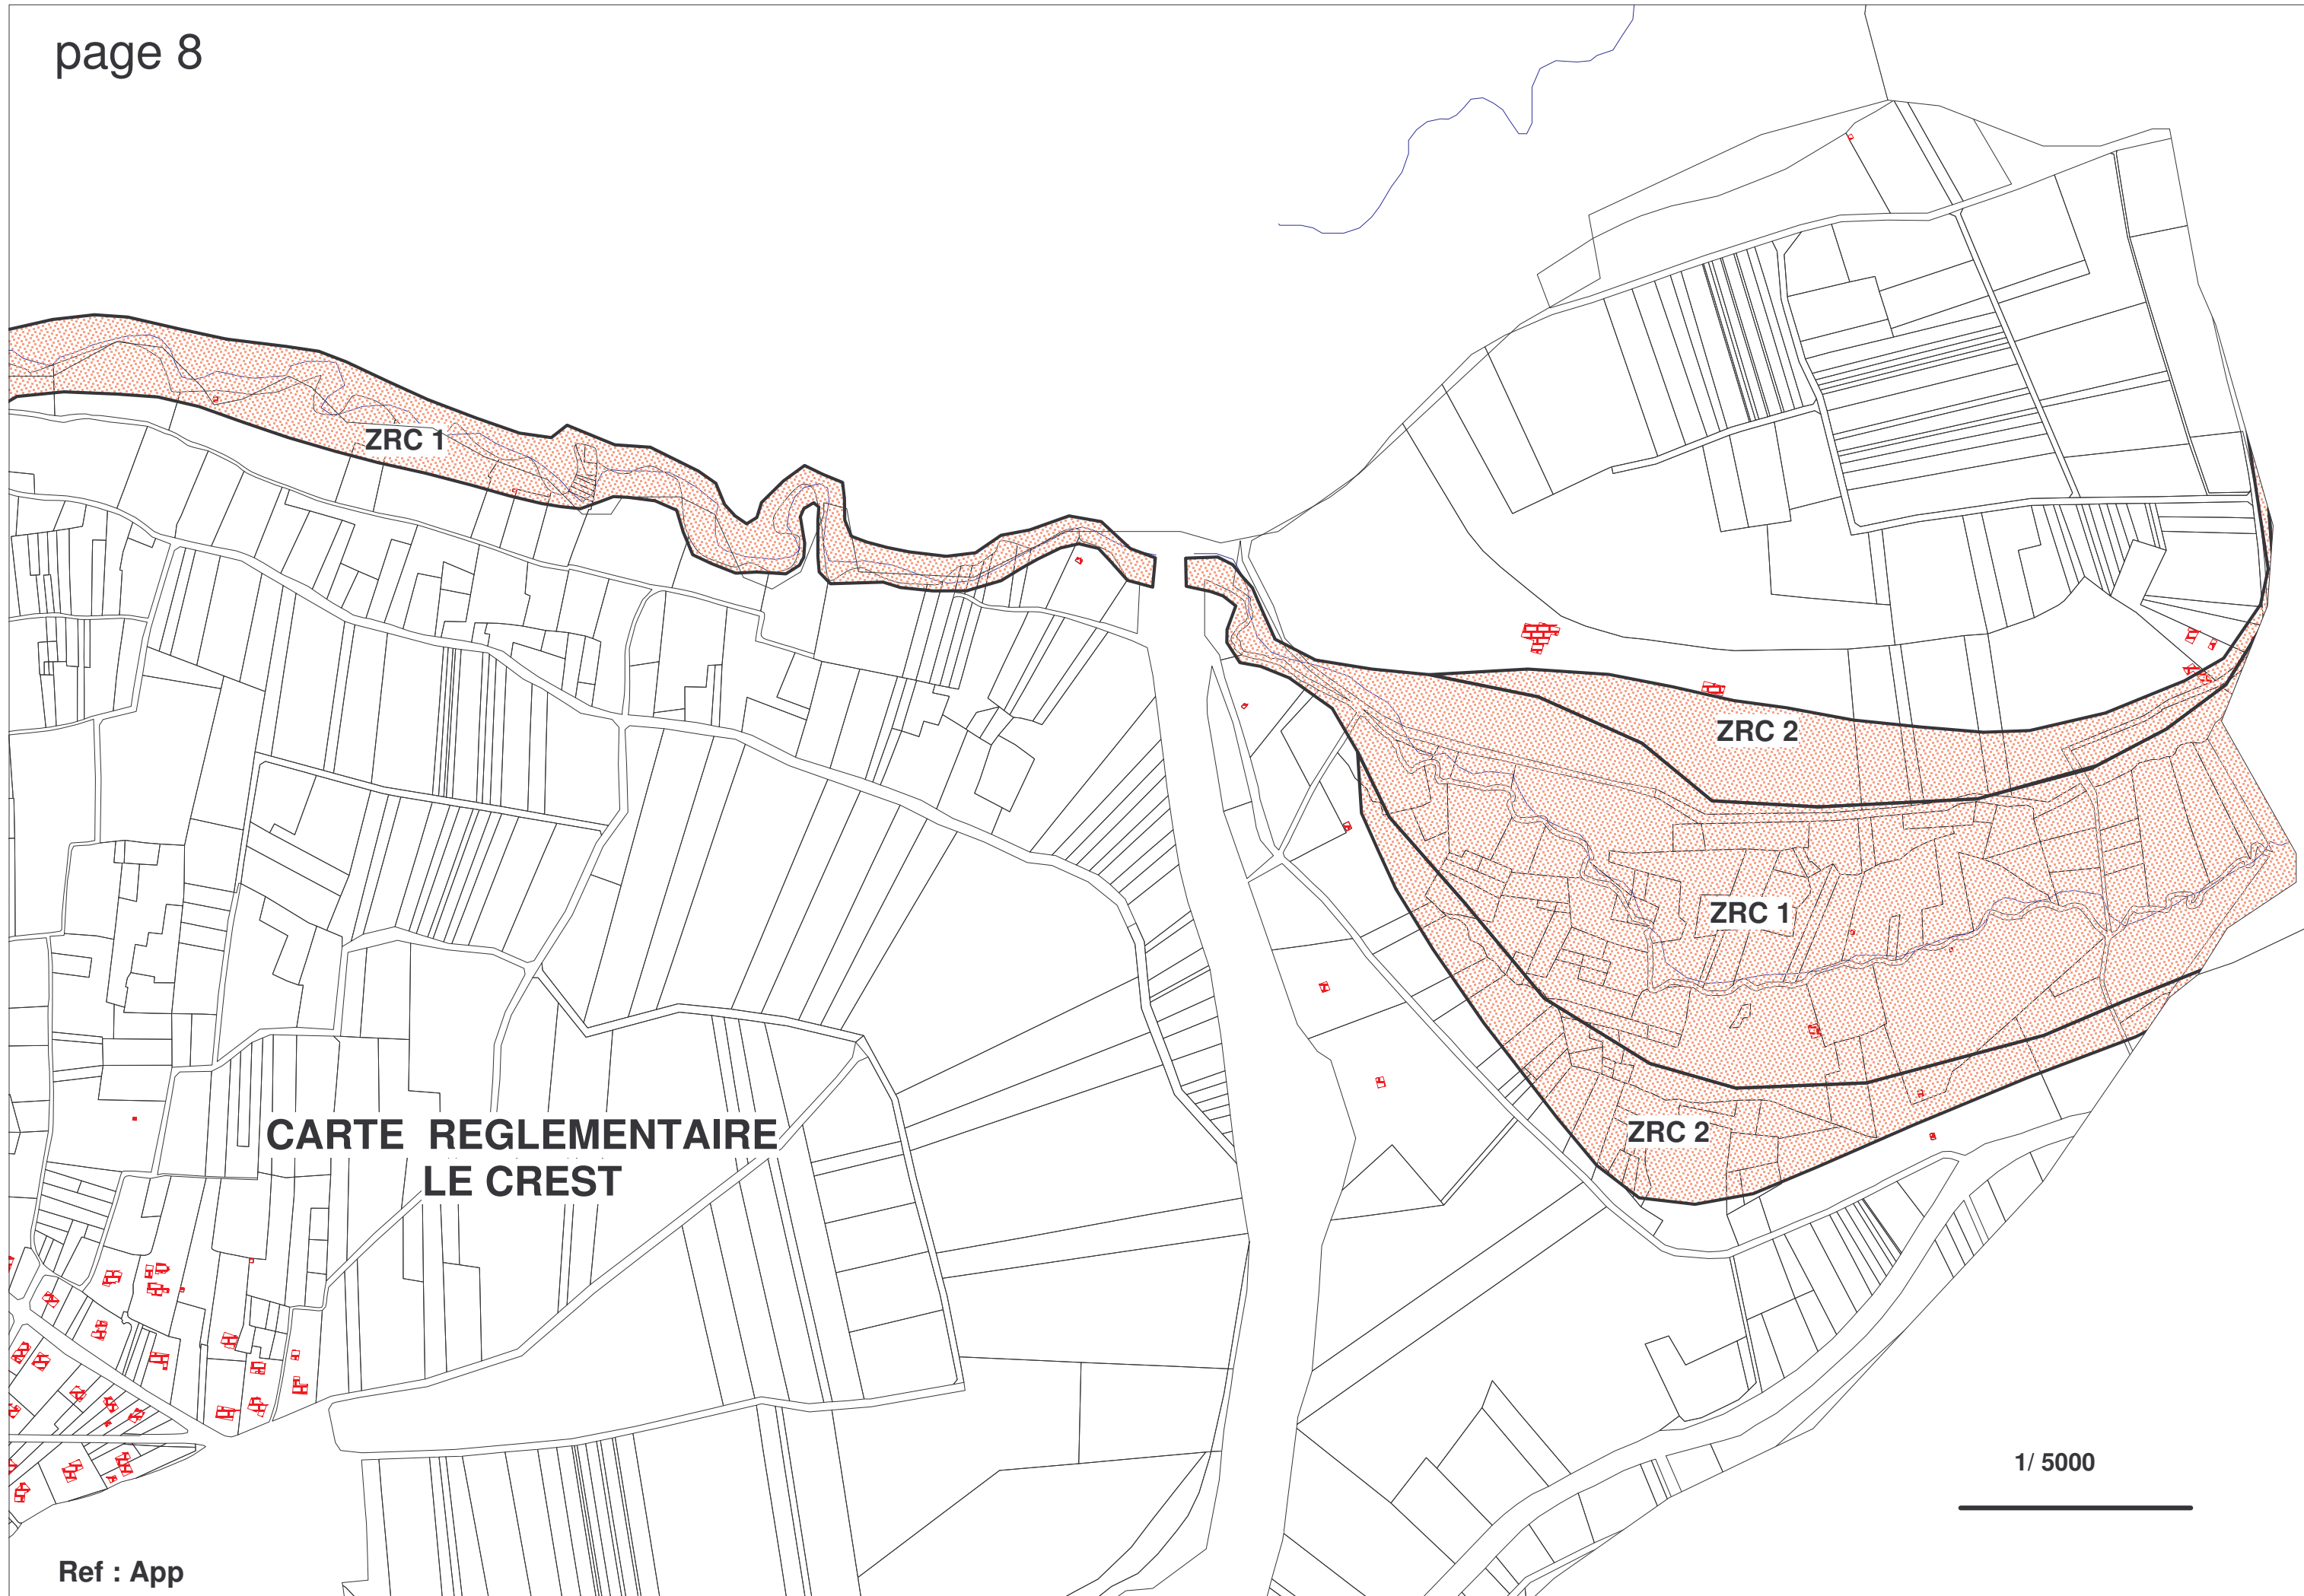 page 8
ZRC 1
ZRC 2
ZRC 1
ZRC 2
CARTE REGLEMENTAIRE
LE CREST
1/ 5000
Ref : App